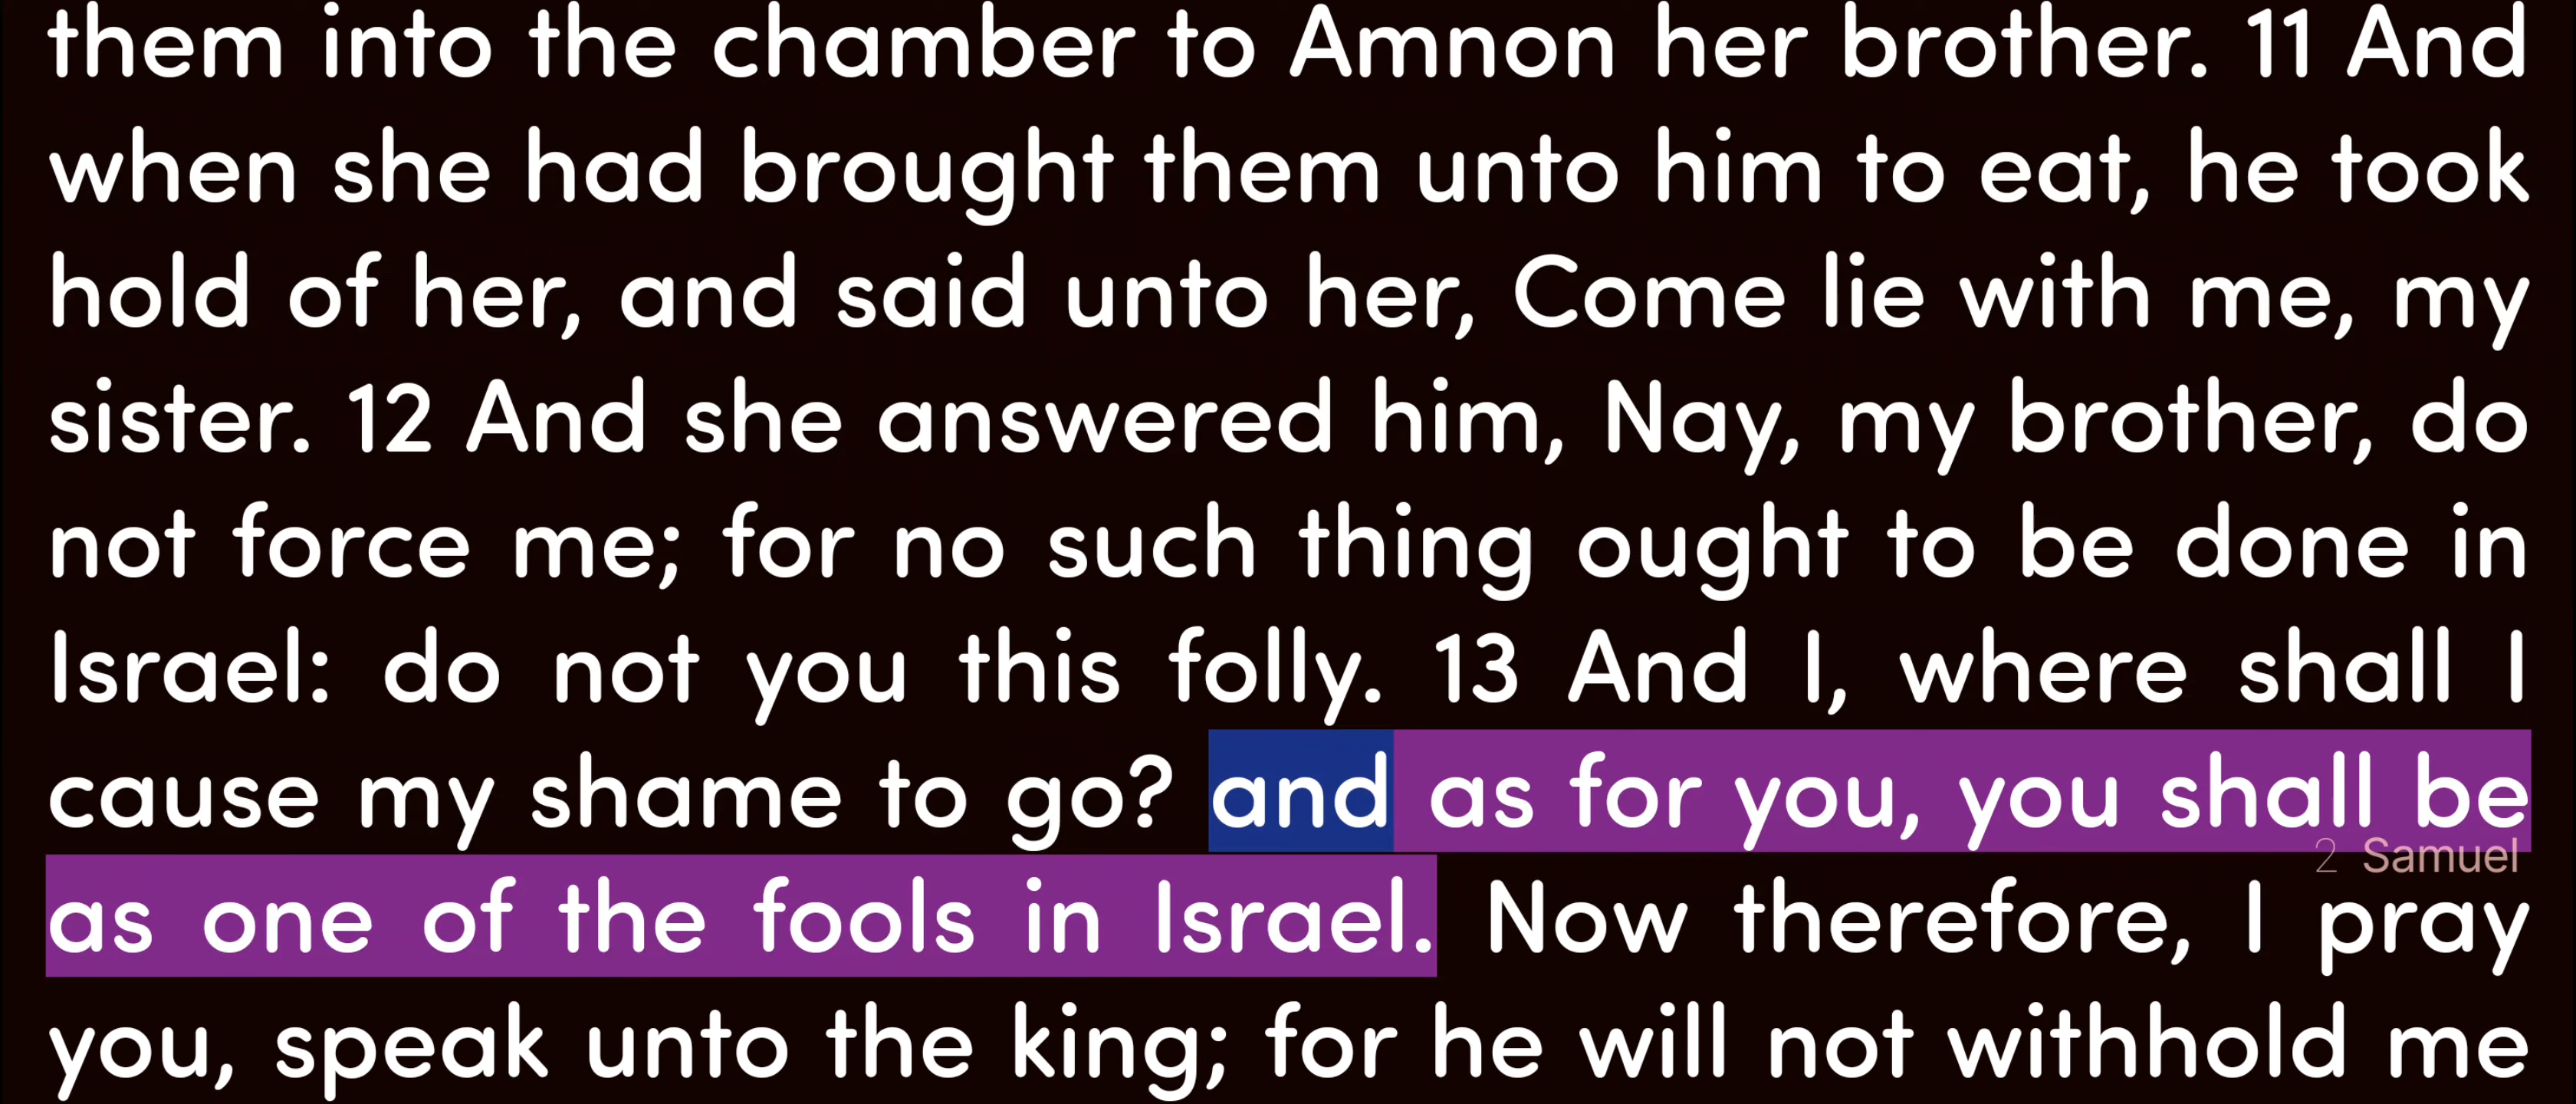 them into the chamber to Amnon her brother. 11 And
when she had brought them unto him to eat, he took
hold of her, and said unto her, Come lie with me, my
sister. 12 And she answered him, Nay, my brother, do
not force me; for no such thing ought to be done in
Israel: do not you this folly. 13 And I, where shall I
cause my shame to go? and as for you, you shall be
2 Samuel
as one of the fools in Israel. Now therefore, I pray
you, speak unto the king; for he will not withhold me